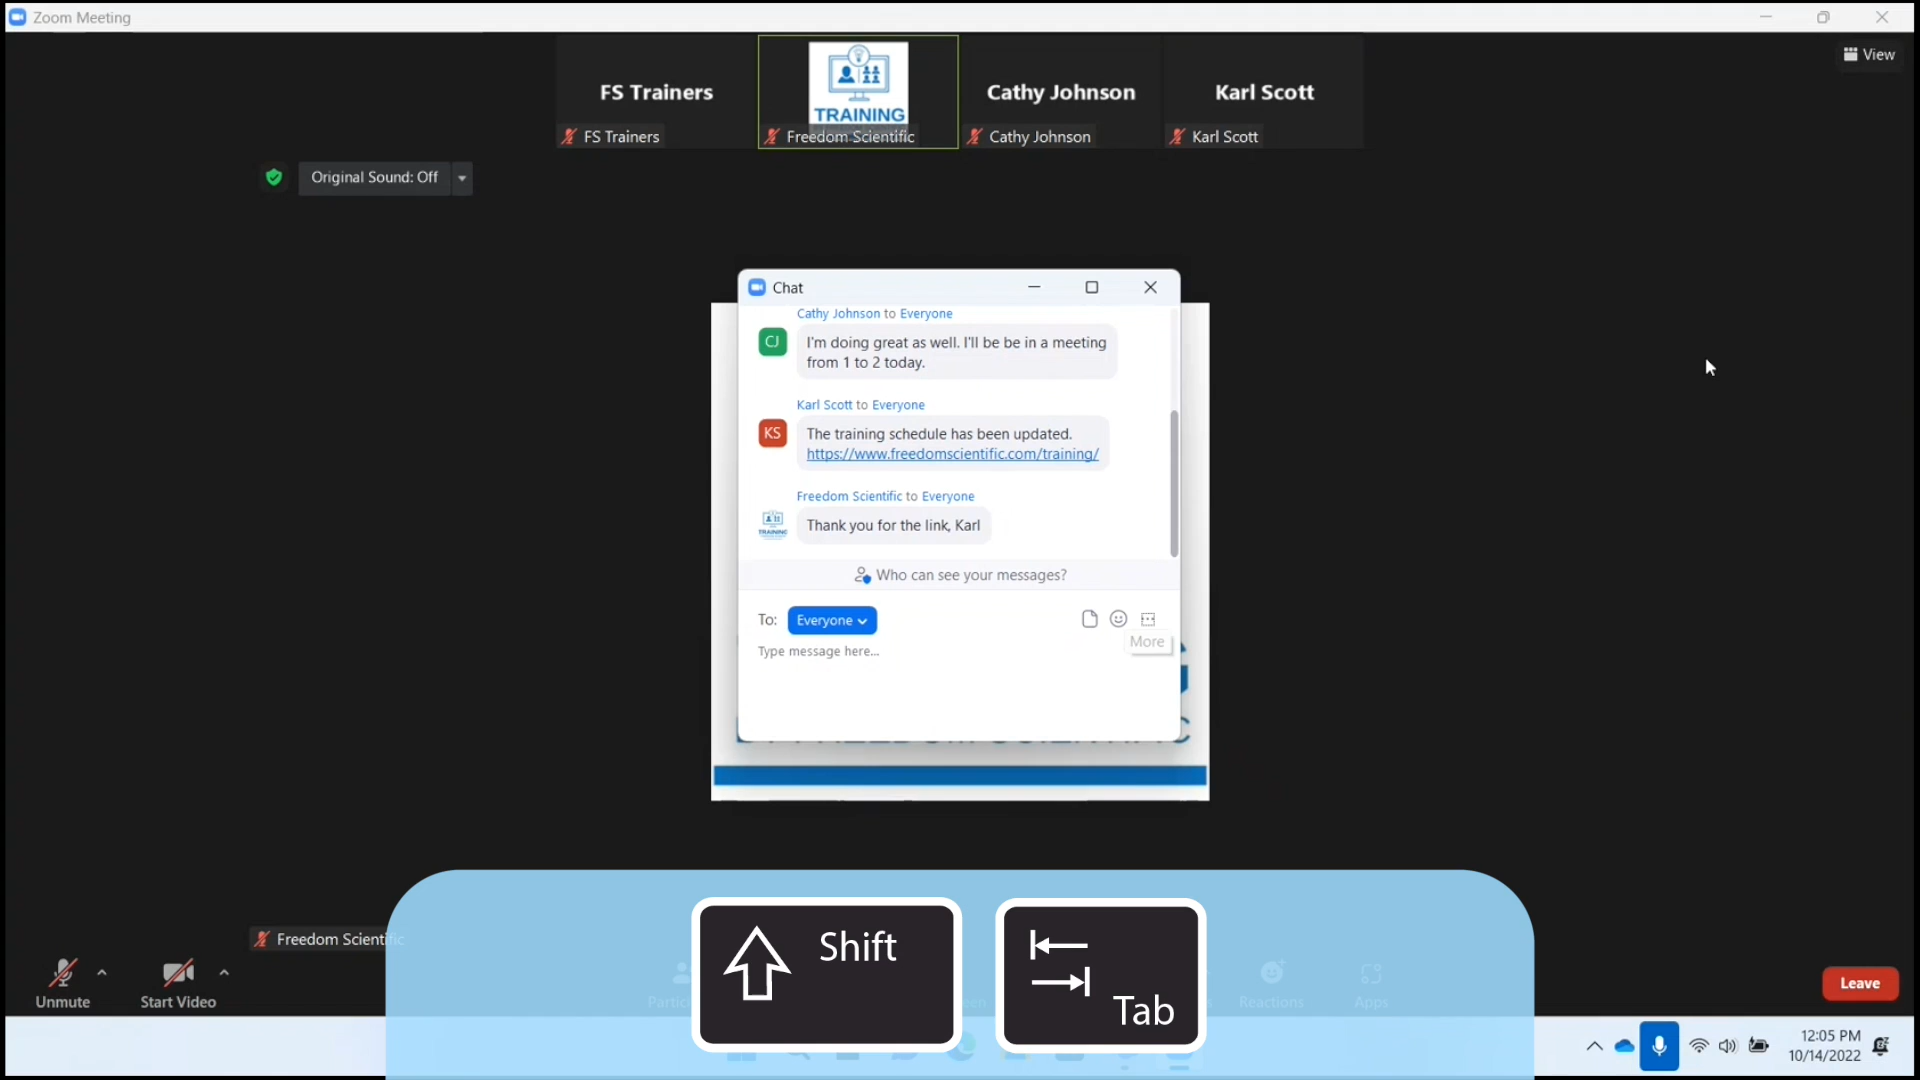 Zoom Meeting
View
FS Trainers
TRAINING
Cathy Johnson
Karl Scott
FS Trainers
Freedom Scientific
Cathy Johnson
Karl Scott
Original Sound: Off
Chat
Cathy Johnson to Everyone
CJ
I'm doing great as well. I'll be be in a meeting
from 1 to 2 today.
Karl Scott to Everyone
KS
The training schedule has been updated.
https://www.freedomscientific.com/training/
Freedom Scientific to Everyone
TRAINING
Thank you for the link, Karl
Who can see your messages?
To: Everyone
More
Type message here...
Freedom Scientific
Shift
Tab
Unmute
Start Video
Reactions
Apps
Leave
12:05 PM
10/14/2022